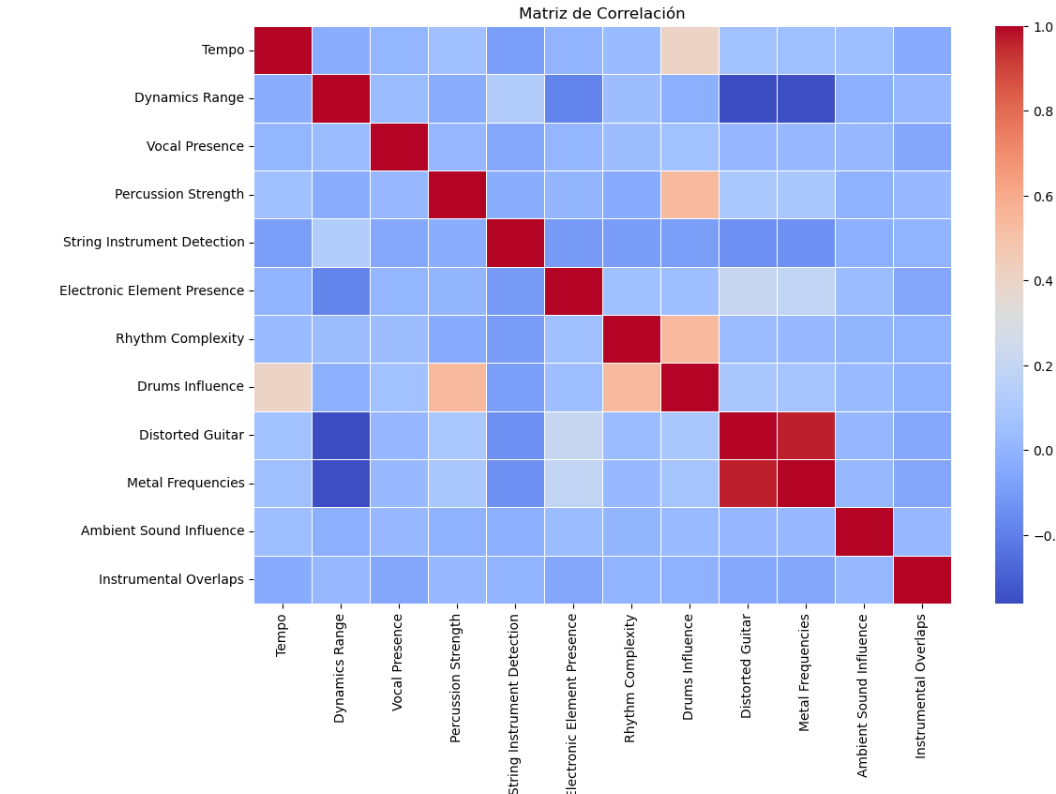 Matriz de Correlación
Tempo
Dynamics Range
Vocal Presence
Percussion Strength
String Instrument Detection
Electronic Element Presence
Rhythm Complexity
Drums Influence
Distorted Guitar
Metal Frequencies
Ambient Sound Influence
Instrumental Overlaps
Tempo
Dynamics Range
Vocal Presence
Percussion Strength
String Instrument Detection
Electronic Element Presence
Rhythm Complexity
Drums Influence
Distorted Guitar
Metal Frequencies
Ambient Sound Influence
Instrumental Overlaps
1.0
0.8
0.6
0.4
0.2
0.0
−0.